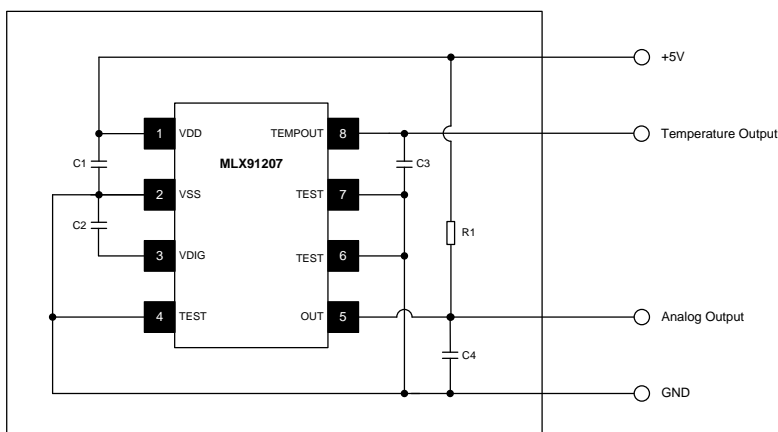 +5V
1 VDD TEMPOUT 8 Temperature Output
MLX91207
C1 C3
2 VSS TEST 7
C2 R1
3 VDIG TEST 6
4 TEST OUT 5 Analog Output
C4
GND